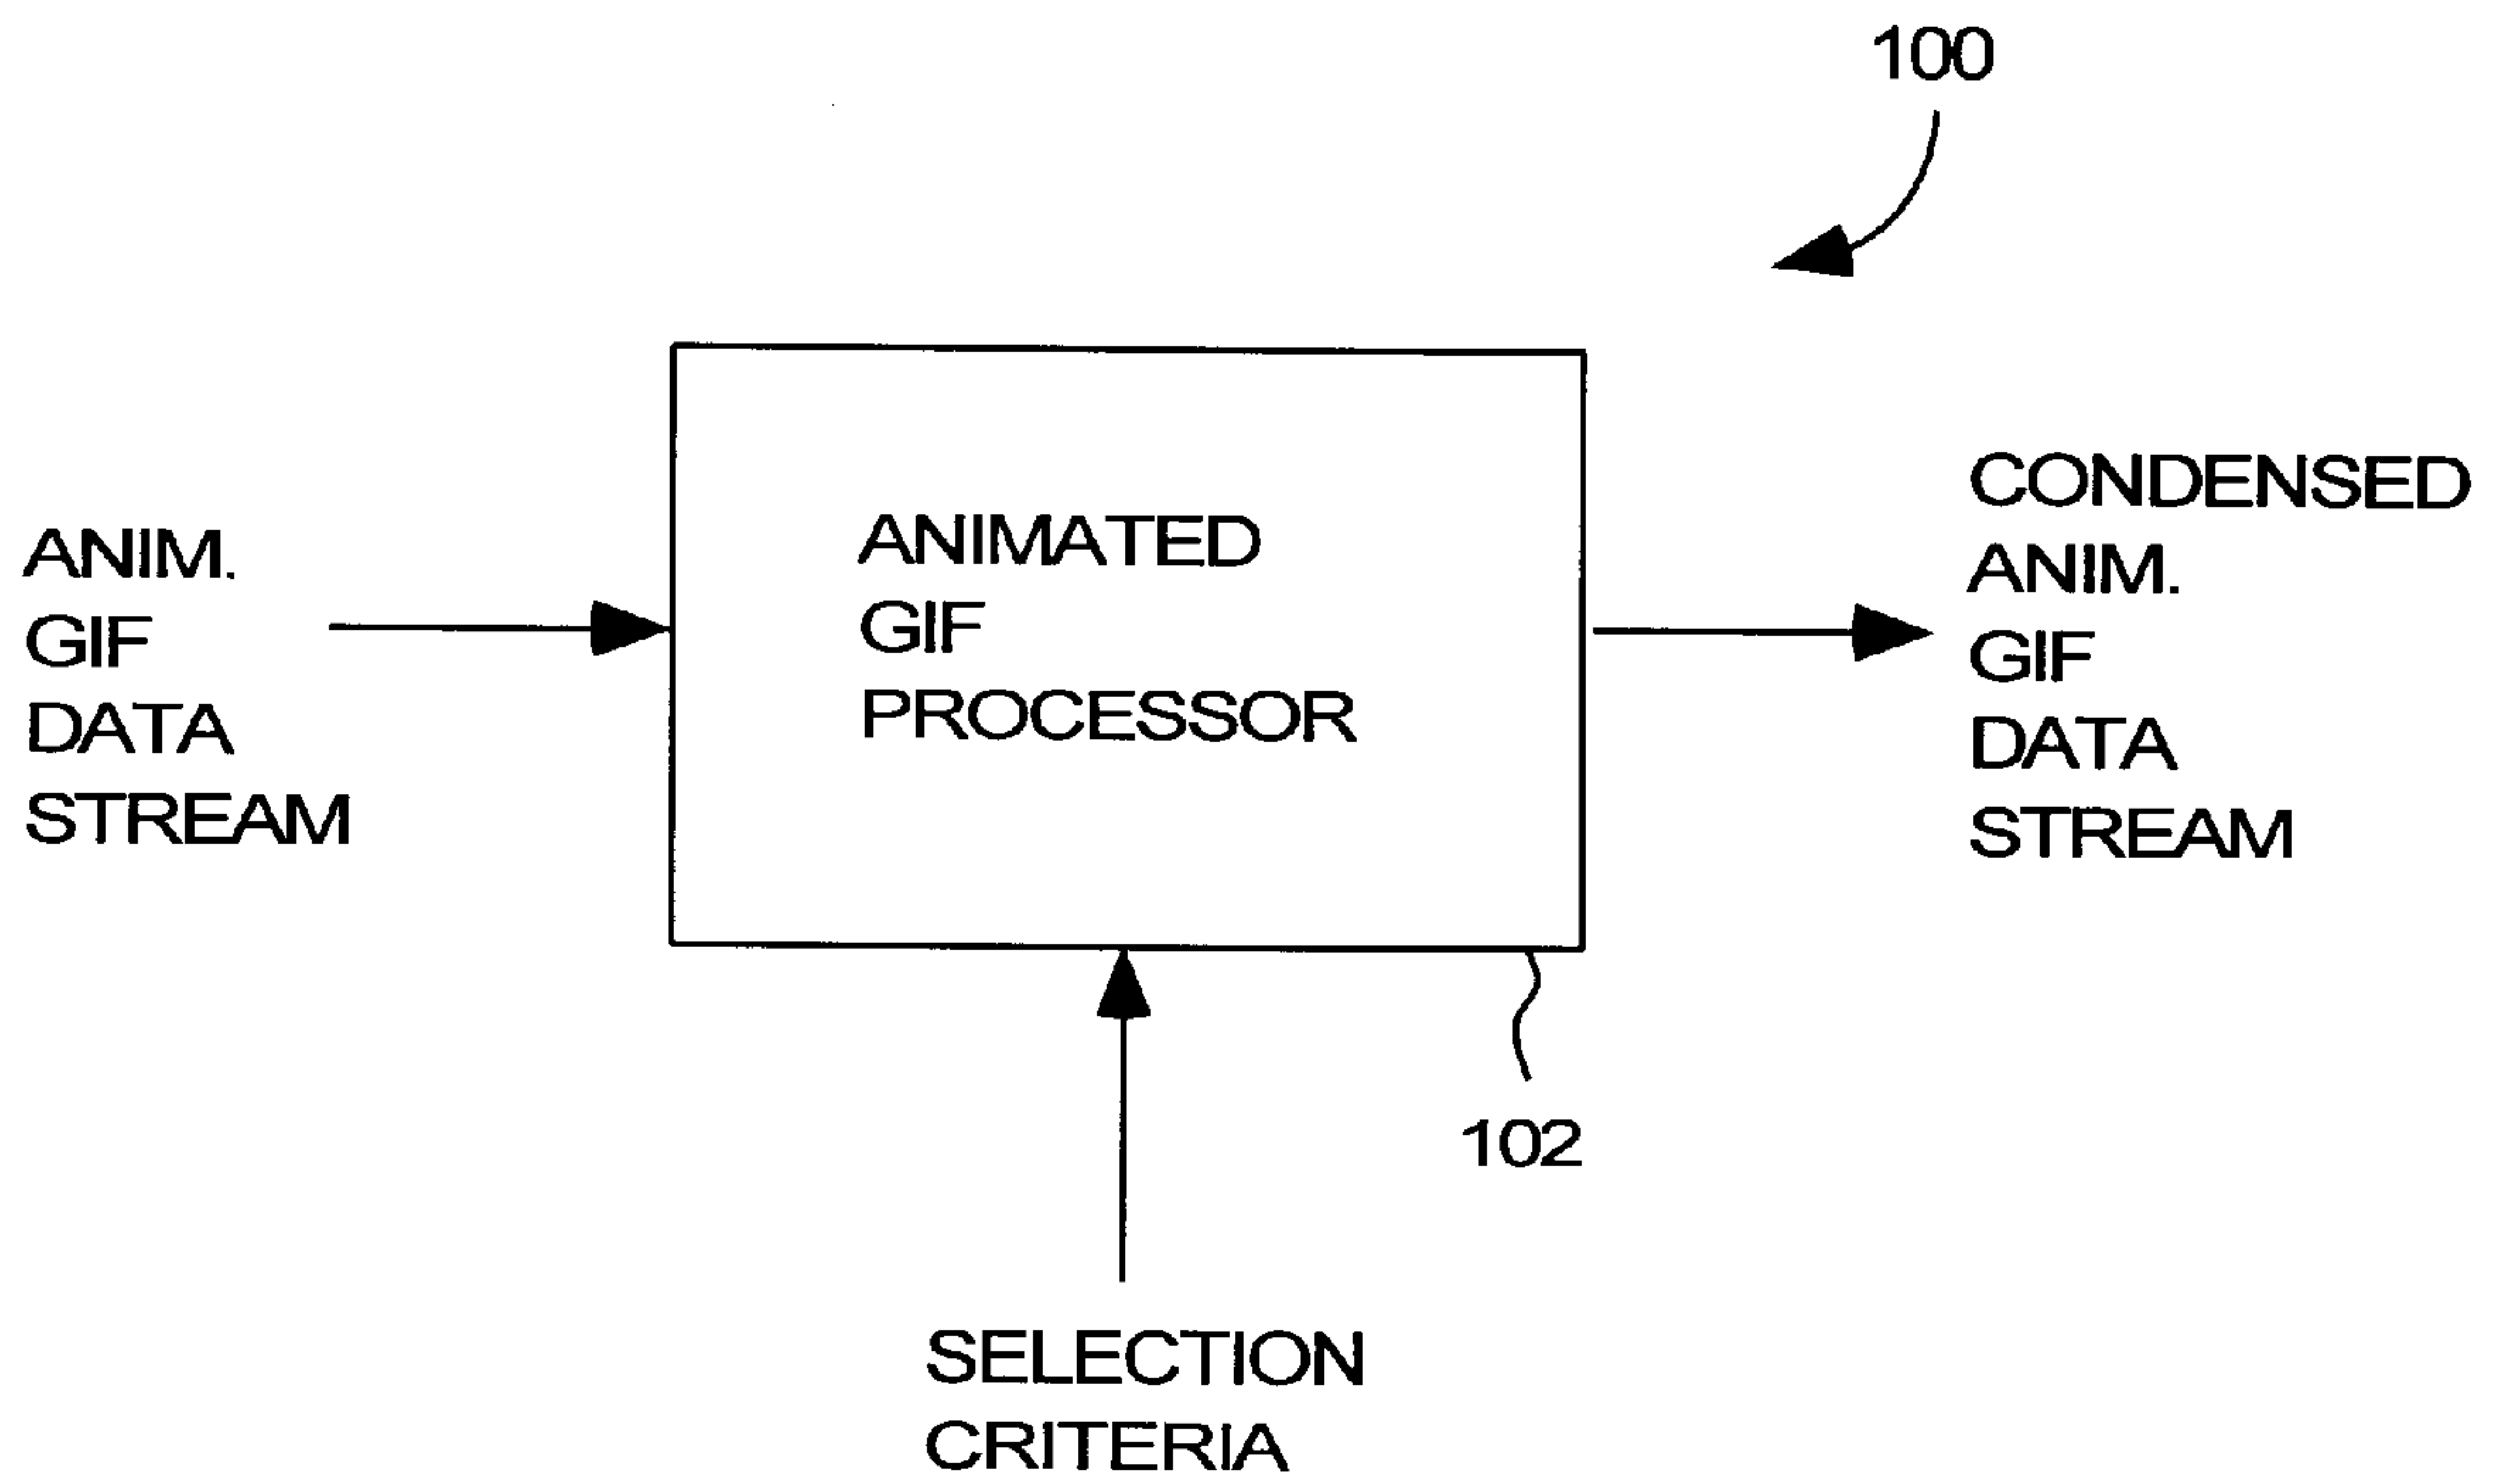 100
ANIM.
GIF
DATA
STREAM
ANIMATED
GIF
PROCESSOR
CONDENSED
ANIM.
GIF
DATA
STREAM
102
SELECTION
CRITERIA